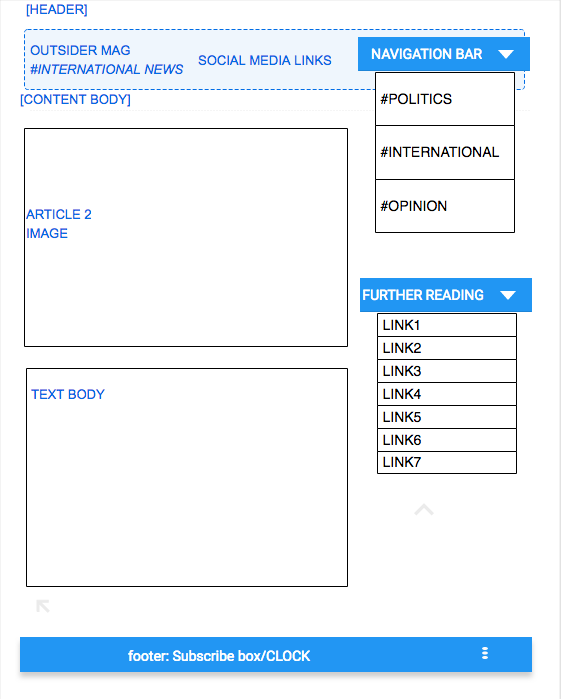 [HEADER]
OUTSIDER MAG
#INTERNATIONAL NEWS
SOCIAL MEDIA LINKS
NAVIGATION BAR
#POLITICS
#INTERNATIONAL
#OPINION
[CONTENT BODY]
ARTICLE 2
IMAGE
FURTHER READING
LINK1
LINK2
LINK3
LINK4
LINK5
LINK6
LINK7
TEXT BODY
footer: Subscribe box/CLOCK